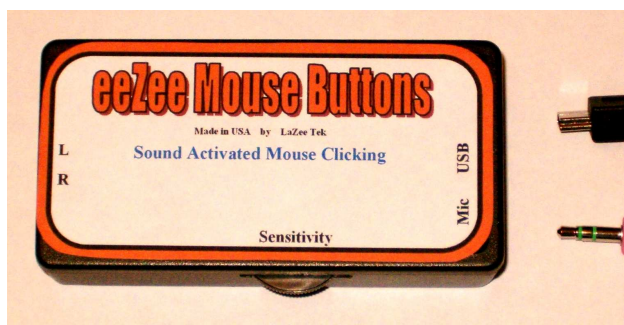 eeZee Mouse Buttons
Made in USA by LaZee Tek
Sound Activated Mouse Clicking
L
R
USB
Mic
Sensitivity